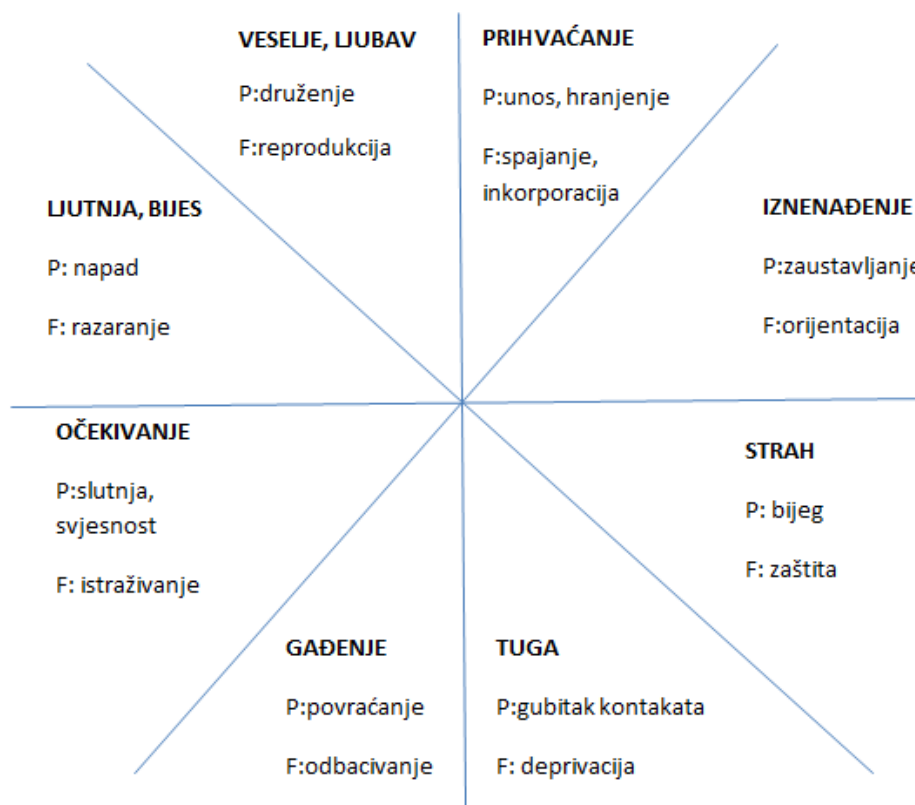 VESELJE, LJUBAV
P:druženje
F:reprodukcija
PRIHVAĆANJE
P:unos, hranjenje
F:spajanje,
inkorporacija
LJUTNJA, BIJES
P: napad
F: razaranje
IZNENAĐENJE
P:zaustavljanje
F:orijentacija
OČEKIVANJE
P:slutnja,
svjesnost
F: istraživanje
STRAH
P: bijeg
F: zaštita
GAĐENJE
P:povraćanje
F:odbacivanje
TUGA
P:gubitak kontakata
F: deprivacija